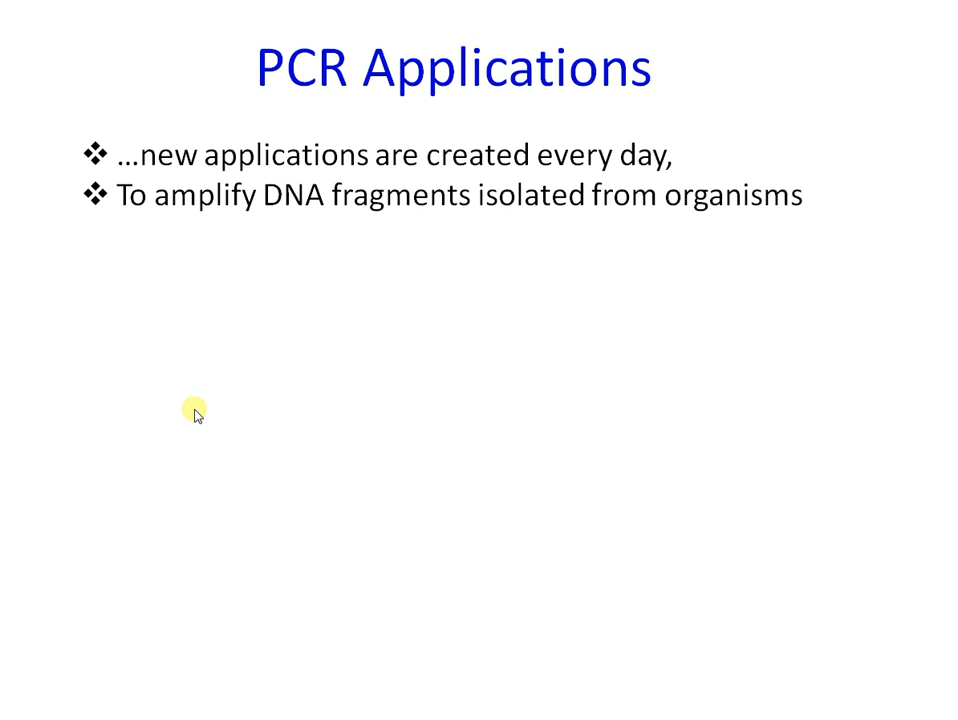 PCR Applications
❖ ...new applications are created every day,
❖ To amplify DNA fragments isolated from organisms